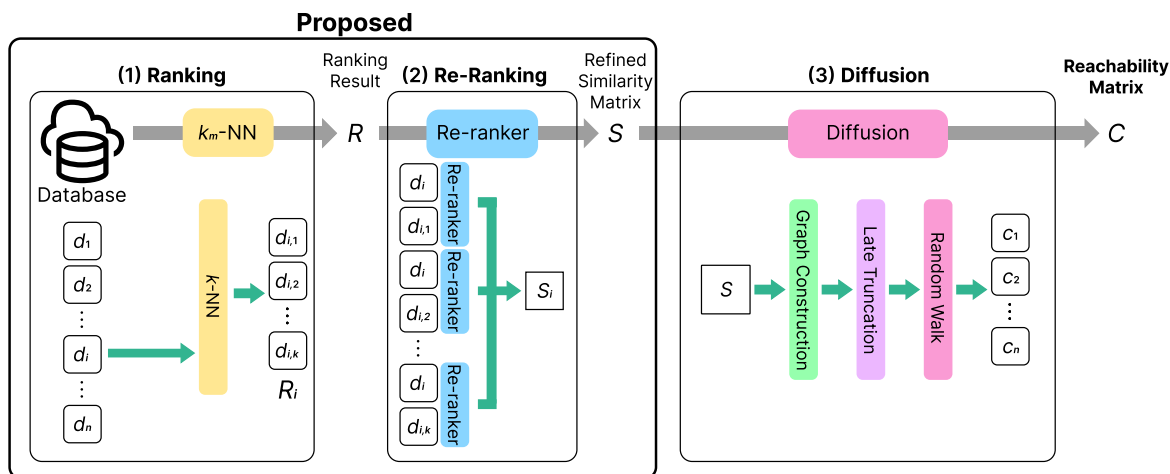 Proposed
(1) Ranking
Ranking
Result
(2) Re-Ranking
Refined
Similarity
Matrix
(3) Diffusion
Reachability
Matrix
kₘ-NN
R
Re-ranker
S
Diffusion
C
Database
d₁
d₂
⋮
dᵢ
⋮
dₙ
k-NN
dᵢ,₁
dᵢ,₂
⋮
dᵢ,ₖ
Rᵢ
dᵢ
dᵢ,₁
Re-ranker
dᵢ
dᵢ,₂
Re-ranker
⋮
dᵢ
dᵢ,ₖ
Re-ranker
Sᵢ
S
Graph Construction
Late Truncation
Random Walk
c₁
c₂
⋮
cₙ